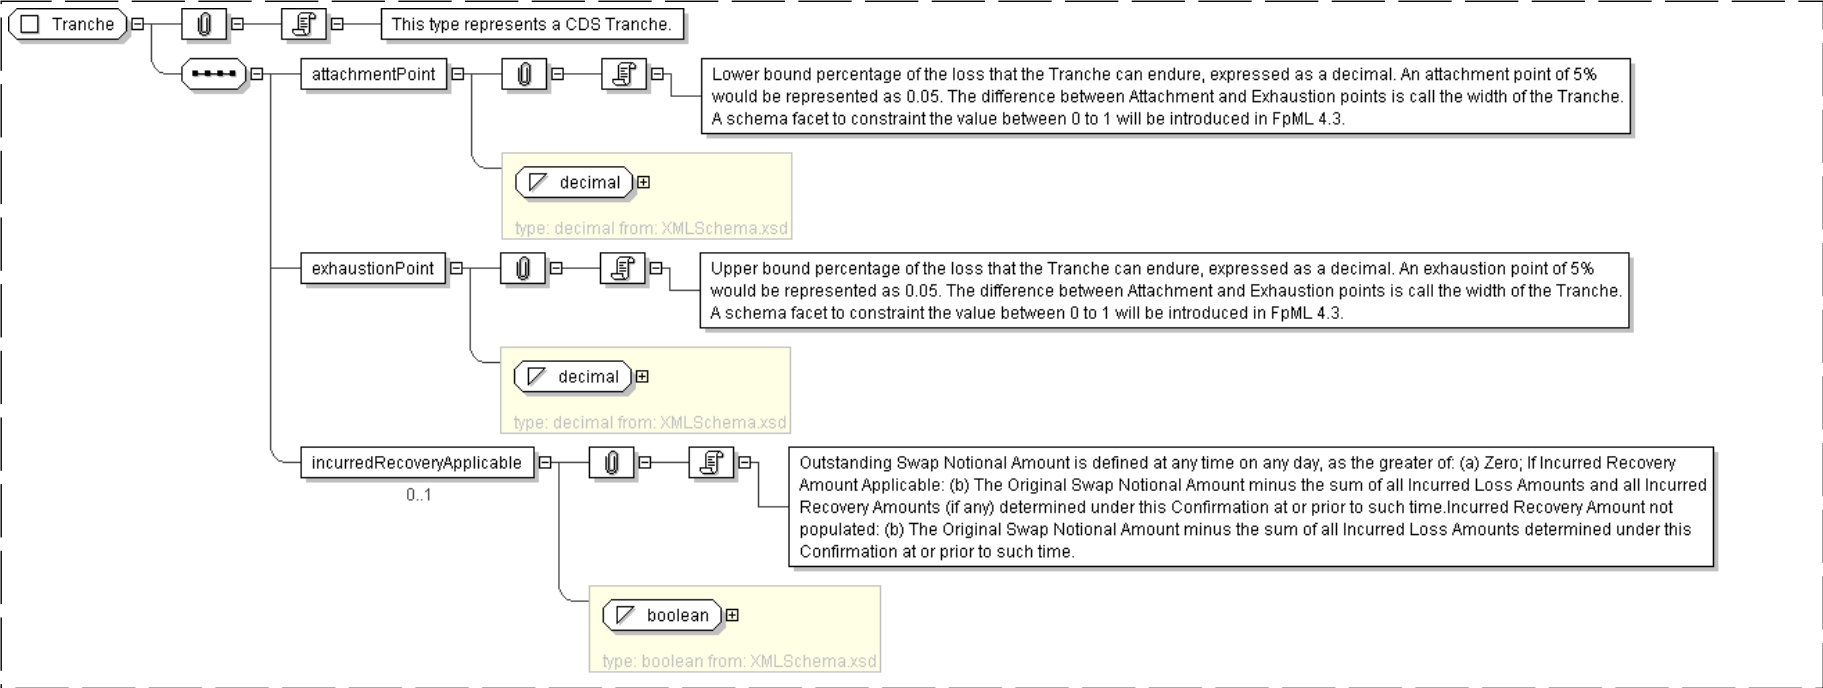 Tranche
This type represents a CDS Tranche.
attachmentPoint
Lower bound percentage of the loss that the Tranche can endure, expressed as a decimal. An attachment point of 5%
would be represented as 0.05. The difference between Attachment and Exhaustion points is call the width of the Tranche.
A schema facet to constraint the value between 0 to 1 will be introduced in FpML 4.3.
decimal
type: decimal from: XMLSchema.xsd
exhaustionPoint
Upper bound percentage of the loss that the Tranche can endure, expressed as a decimal. An exhaustion point of 5%
would be represented as 0.05. The difference between Attachment and Exhaustion points is call the width of the Tranche.
A schema facet to constraint the value between 0 to 1 will be introduced in FpML 4.3.
decimal
type: decimal from: XMLSchema.xsd
incurredRecoveryApplicable
0..1
Outstanding Swap Notional Amount is defined at any time on any day, as the greater of: (a) Zero; If Incurred Recovery
Amount Applicable: (b) The Original Swap Notional Amount minus the sum of all Incurred Loss Amounts and all Incurred
Recovery Amounts (if any) determined under this Confirmation at or prior to such time.Incurred Recovery Amount not
populated: (b) The Original Swap Notional Amount minus the sum of all Incurred Loss Amounts determined under this
Confirmation at or prior to such time.
boolean
type: boolean from: XMLSchema.xsd